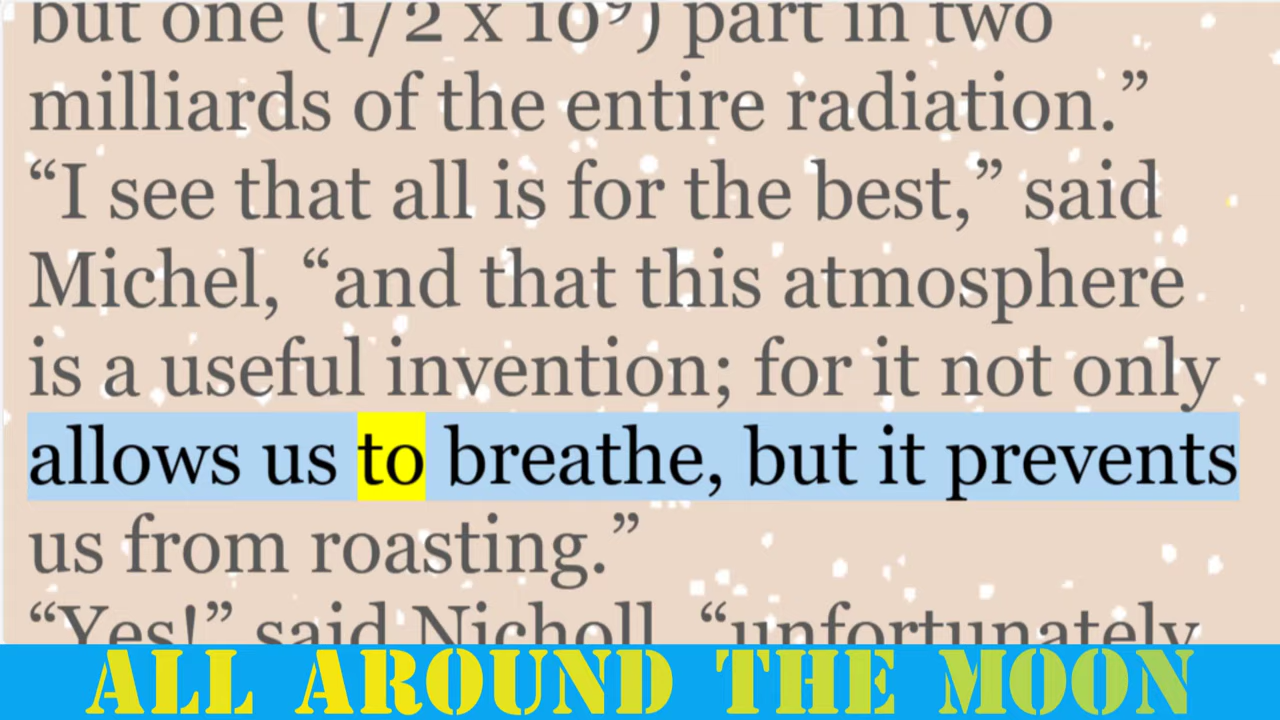 but one (1/2 x 10⁹) part in two
milliards of the entire radiation.”
“I see that all is for the best,” said
Michel, “and that this atmosphere
is a useful invention; for it not only
allows us to breathe, but it prevents
us from roasting.”
“Yes!” said Nicholl, “unfortunately
ALL AROUND THE MOON